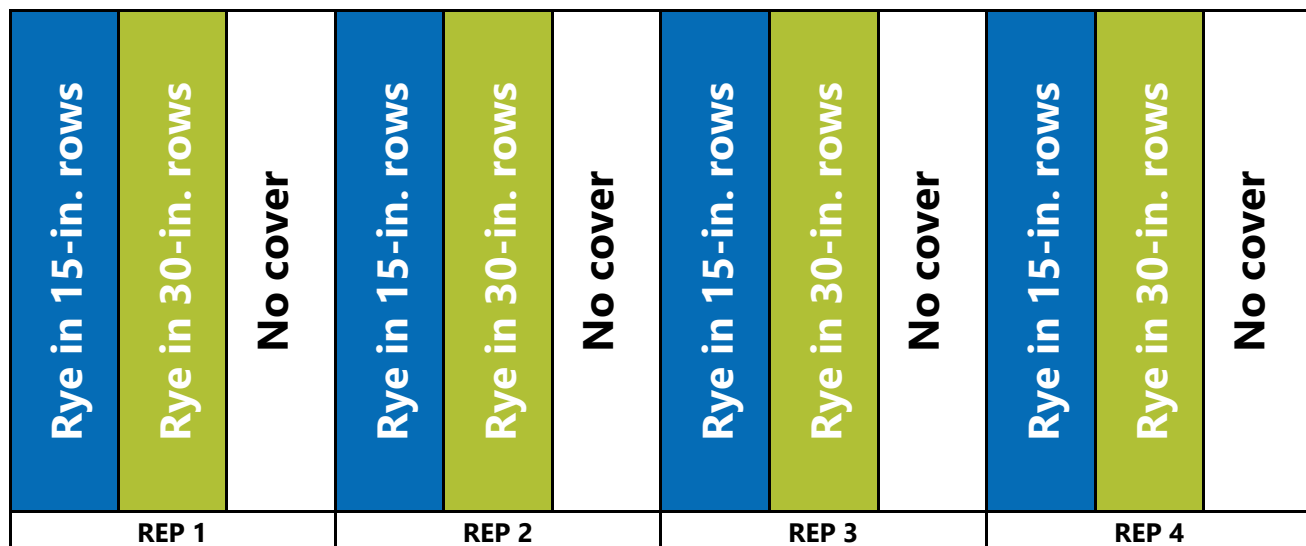 Rye in 15-in. rows
Rye in 30-in. rows
No cover
Rye in 15-in. rows
Rye in 30-in. rows
No cover
Rye in 15-in. rows
Rye in 30-in. rows
No cover
Rye in 15-in. rows
Rye in 30-in. rows
No cover
REP 1
REP 2
REP 3
REP 4